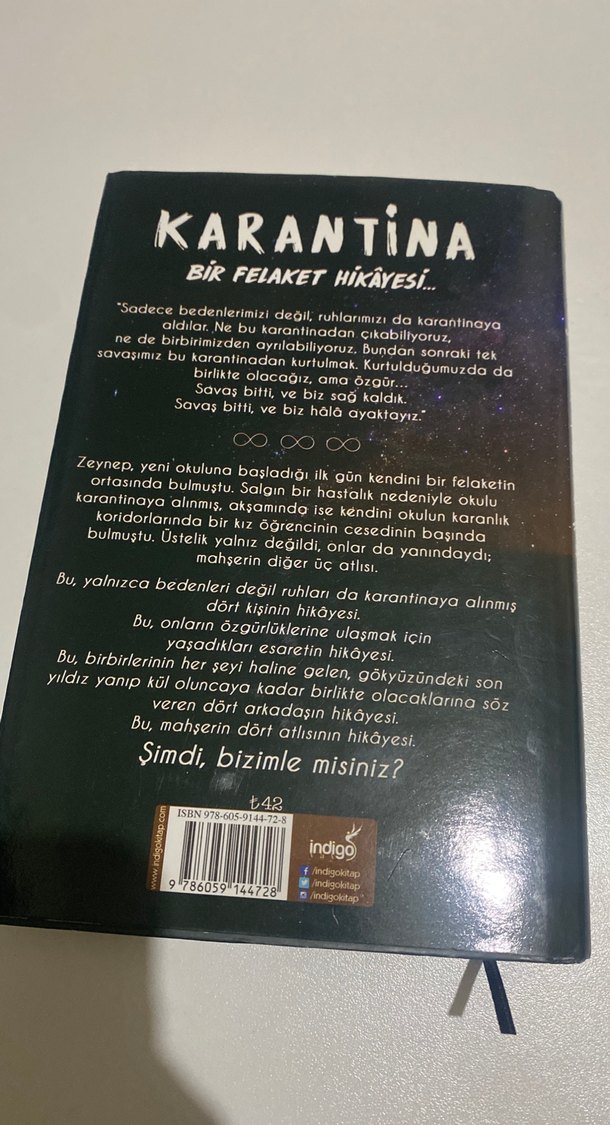 KARANTİNA
BİR FELAKET HİKÂYESİ...
"Sadece bedenlerimizi değil, ruhlarımızı da karantinaya
aldılar. Ne bu karantinadan çıkabiliyoruz,
ne de birbirimizden ayrılabiliyoruz. Bundan sonraki tek
savaşımız bu karantinadan kurtulmak. Kurtulduğumuzda da
birlikte olacağız, ama özgür...
Savaş bitti, ve biz sağ kaldık.
Savaş bitti, ve biz hâlâ ayaktayız."
Zeynep, yeni okuluna başladığı ilk gün kendini bir felaketin
ortasında bulmuştu. Salgın bir hastalık nedeniyle okulu
karantinaya alınmış, akşamında ise kendini okulun karanlık
koridorlarında bir kız öğrencinin cesedinin başında
bulmuştu. Üstelik yalnız değildi, onlar da yanındaydı;
mahşerin diğer üç atlısı.
Bu, yalnızca bedenleri değil ruhları da karantinaya alınmış
dört kişinin hikâyesi.
Bu, onların özgürlüklerine ulaşmak için
yaşadıkları esaretin hikâyesi.
Bu, birbirlerinin her şeyi haline gelen, gökyüzündeki son
yıldız yanıp kül oluncaya kadar birlikte olacaklarına söz
veren dört arkadaşın hikâyesi.
Bu, mahşerin dört atlısının hikâyesi.
Şimdi, bizimle misiniz?
₺42
ISBN 978-605-9144-72-8
www.indigokitap.com
9 786059 144728
indigo
/indigokitap
/indigokitap
/indigokitap